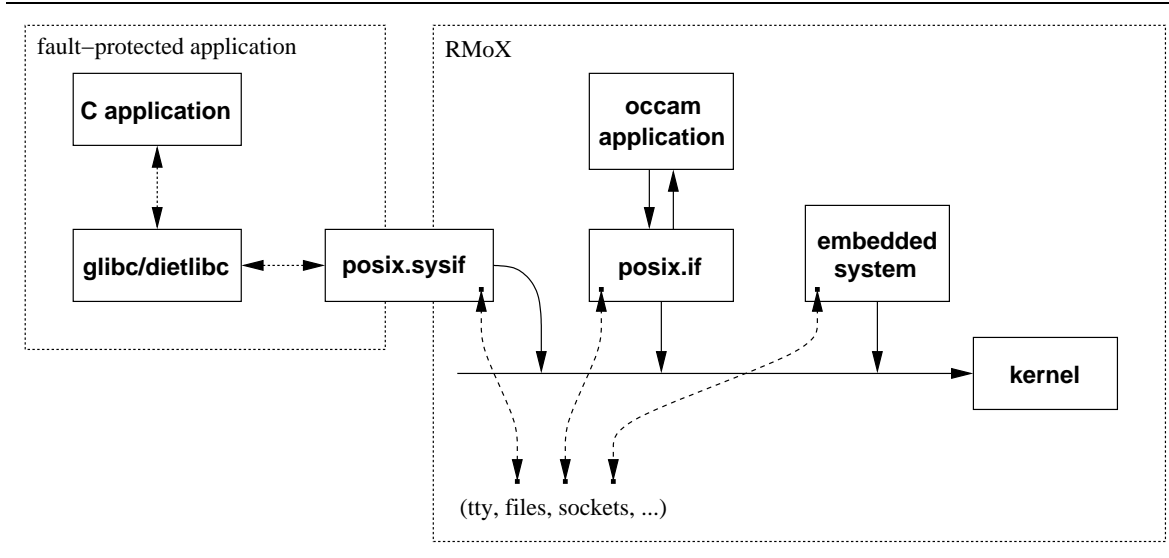 fault−protected application
RMoX
C application
occam
application
glibc/dietlibc
posix.sysif
posix.if
embedded
system
kernel
(tty, files, sockets, ...)